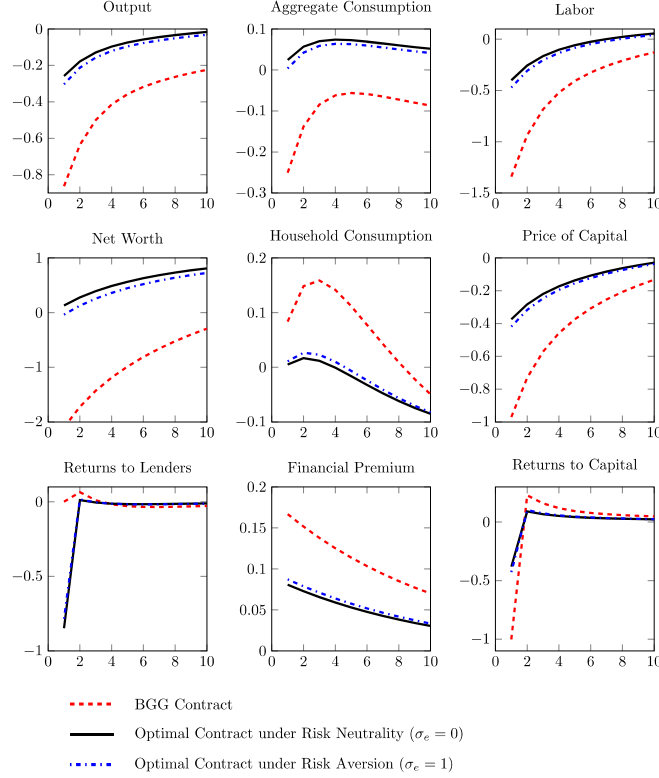 Output
Aggregate Consumption
Labor
0
−0.2
−0.4
−0.6
−0.8
0 2 4 6 8 10
0.1
0
−0.1
−0.2
−0.3
0 2 4 6 8 10
0
−0.5
−1
−1.5
0 2 4 6 8 10
Net Worth
Household Consumption
Price of Capital
1
0
−1
−2
0 2 4 6 8 10
0.2
0.1
0
−0.1
0 2 4 6 8 10
0
−0.2
−0.4
−0.6
−0.8
−1
0 2 4 6 8 10
Returns to Lenders
Financial Premium
Returns to Capital
0
−0.5
−1
0 2 4 6 8 10
0.2
0.15
0.1
0.05
0
0 2 4 6 8 10
0
−0.5
−1
0 2 4 6 8 10
BGG Contract
Optimal Contract under Risk Neutrality (σₑ = 0)
Optimal Contract under Risk Aversion (σₑ = 1)